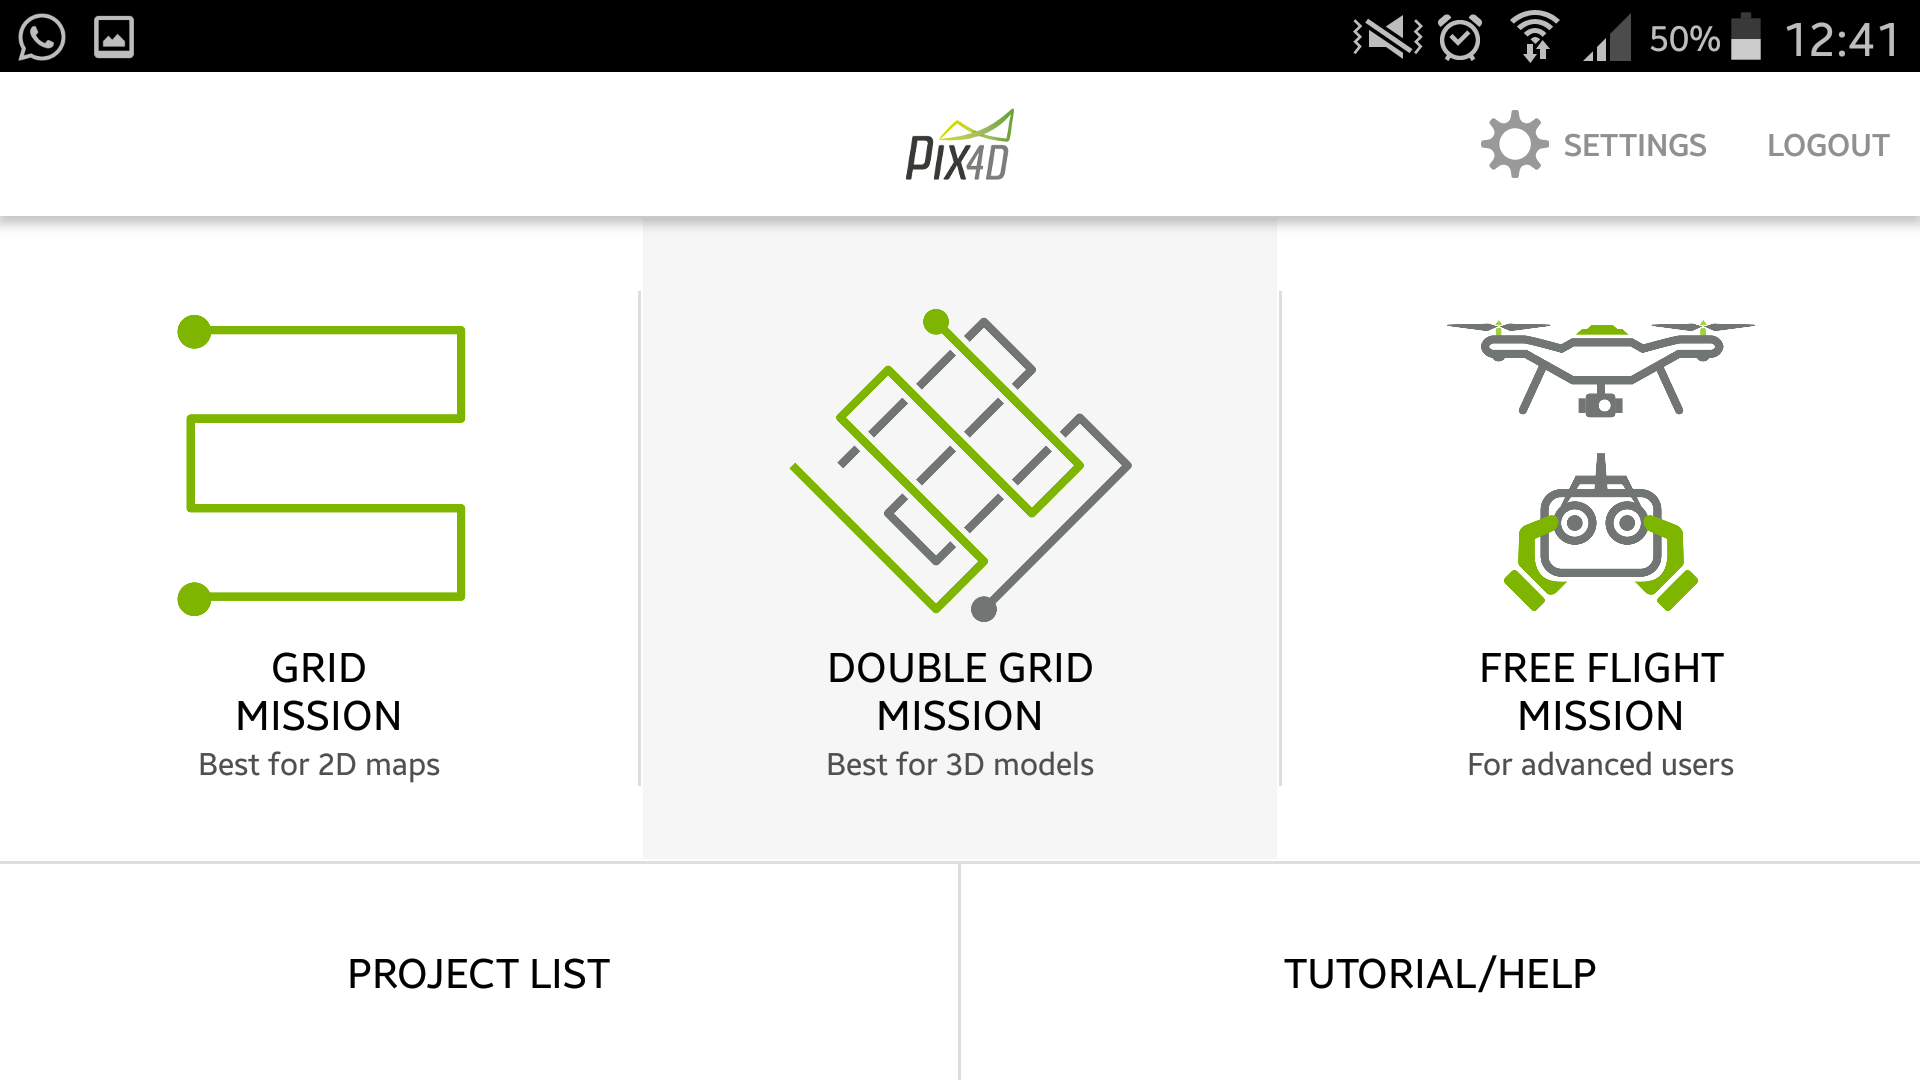 50% 12:41
PIX4D
SETTINGS
LOGOUT
GRID
MISSION
Best for 2D maps
DOUBLE GRID
MISSION
Best for 3D models
FREE FLIGHT
MISSION
For advanced users
PROJECT LIST
TUTORIAL/HELP